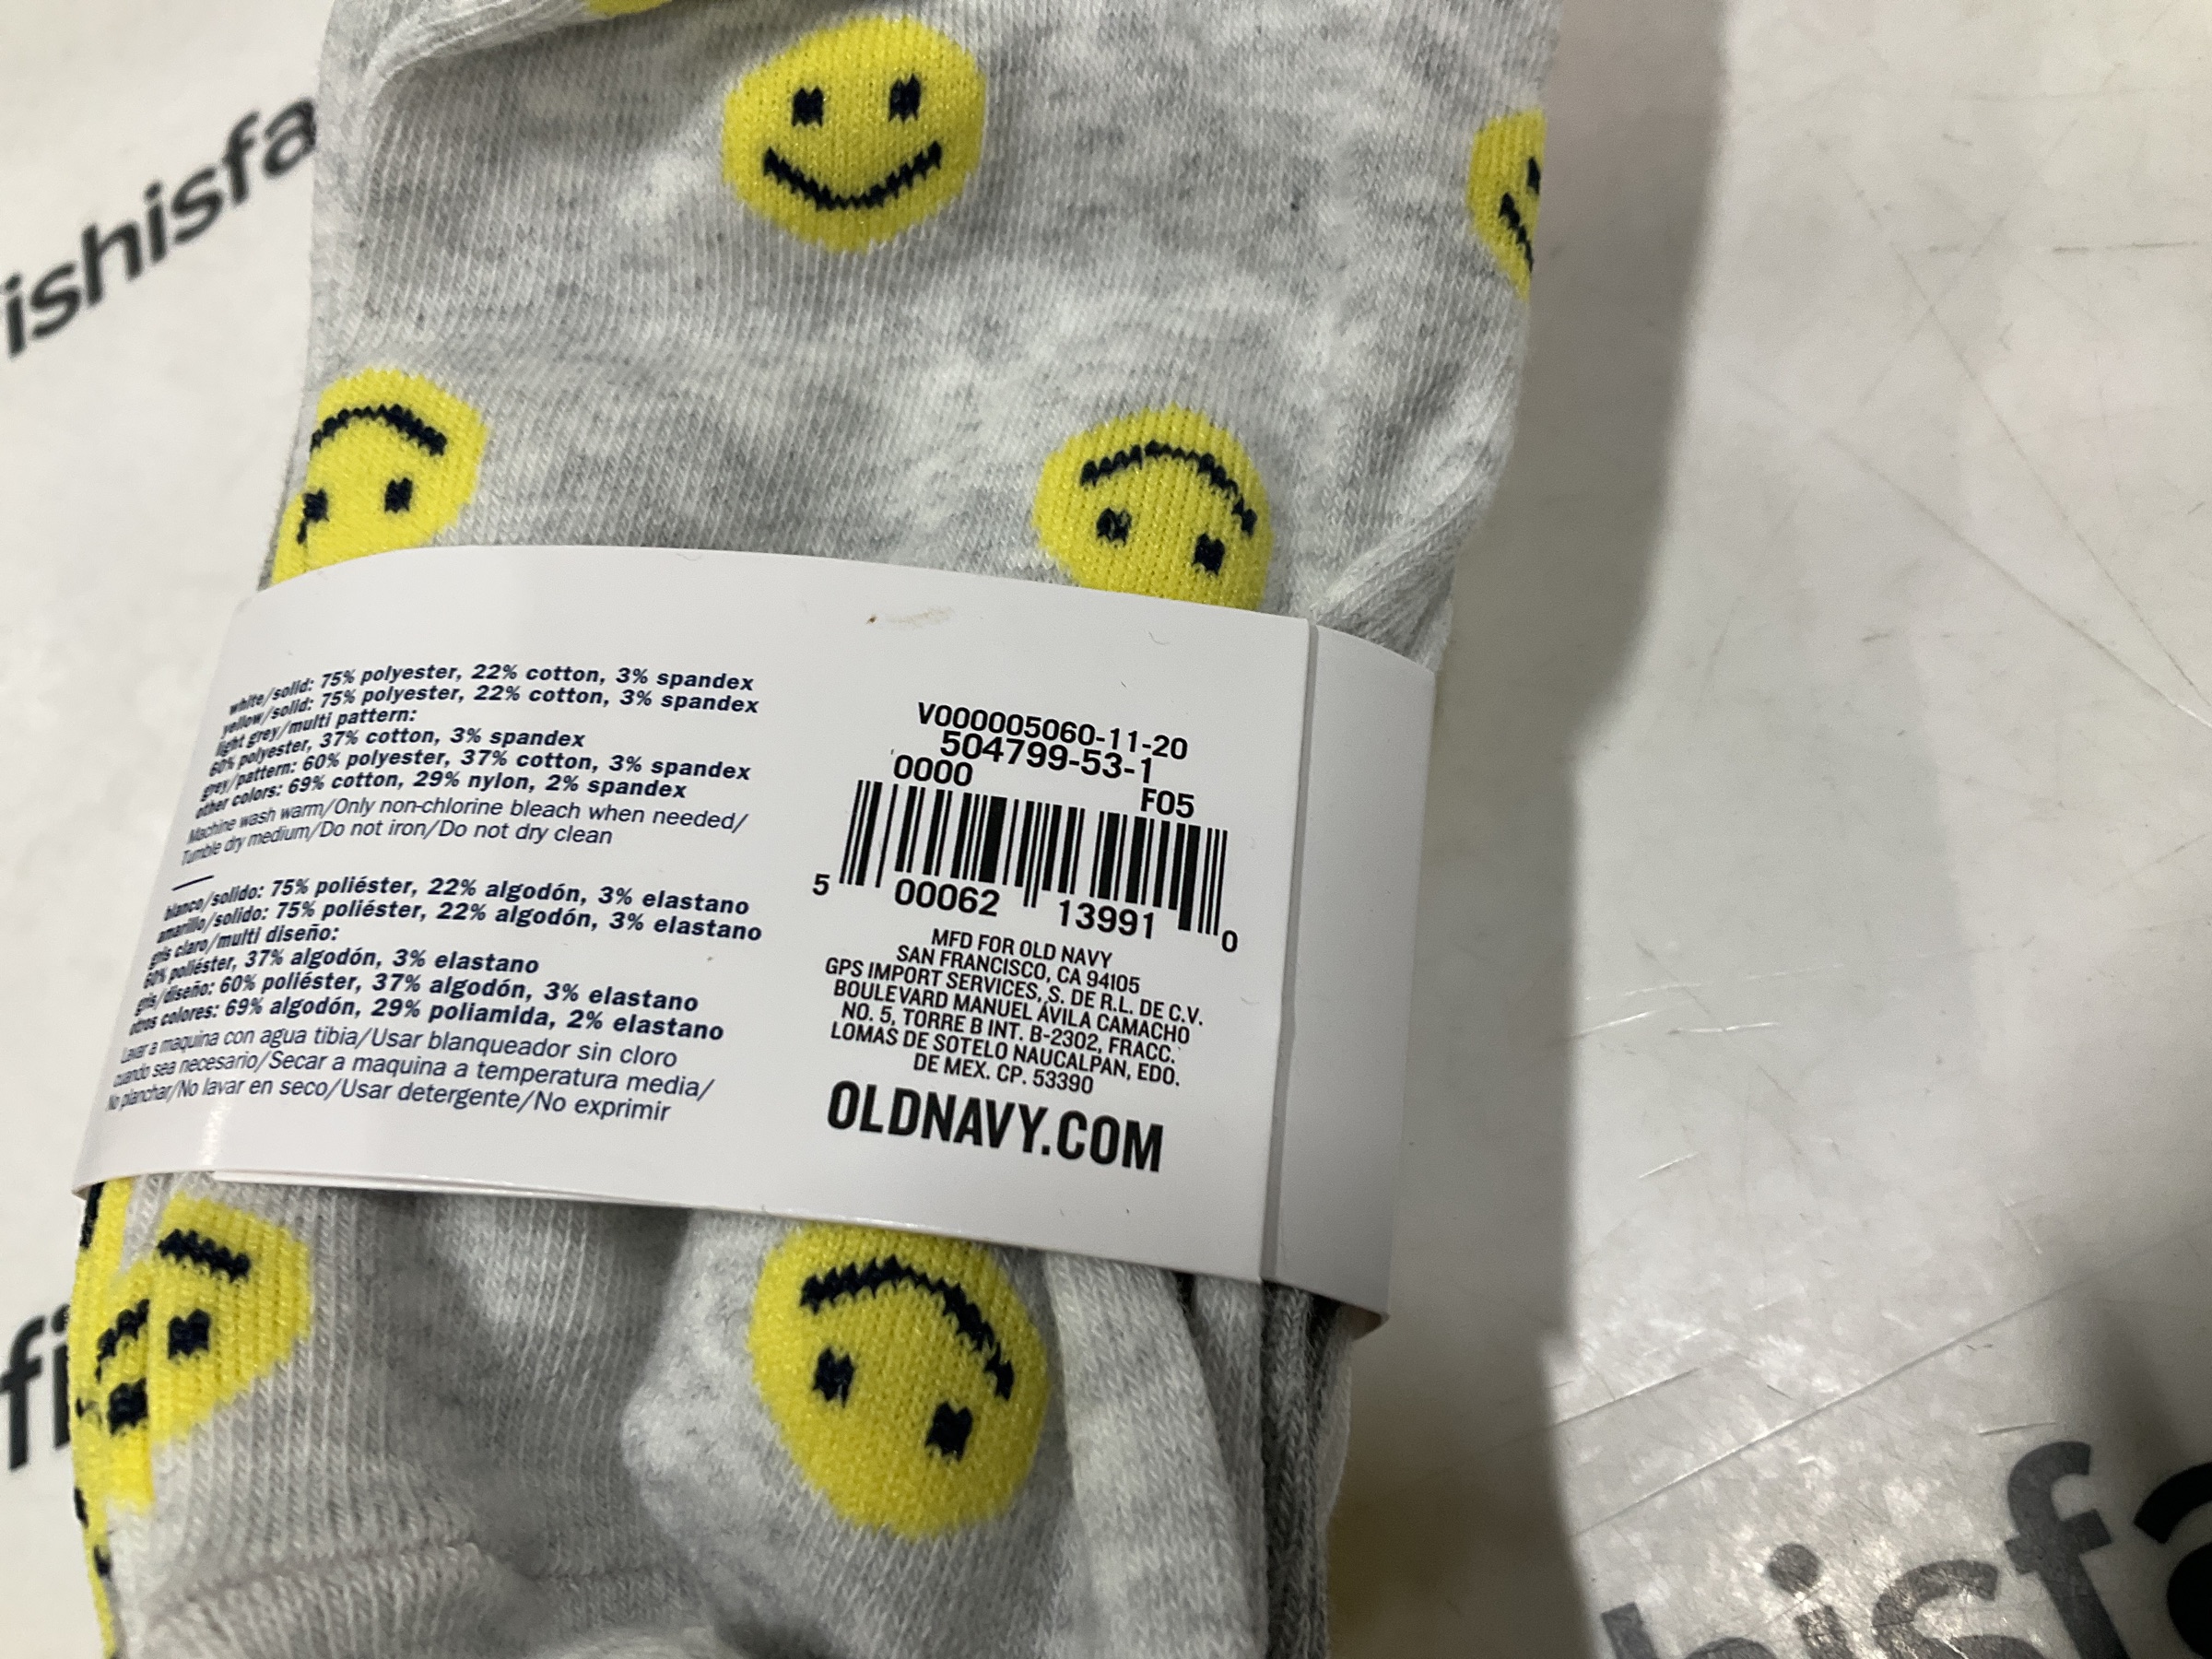 ishisfa
white/solid: 75% polyester, 22% cotton, 3% spandex
yellow/solid: 75% polyester, 22% cotton, 3% spandex
light grey/multi pattern:
60% polyester, 37% cotton, 3% spandex
grey/pattern: 60% polyester, 37% cotton, 3% spandex
other colors: 69% cotton, 29% nylon, 2% spandex
Machine wash warm/Only non-chlorine bleach when needed/
Tumble dry medium/Do not iron/Do not dry clean
blanco/solido: 75% poliéster, 22% algodón, 3% elastano
amarillo/solido: 75% poliéster, 22% algodón, 3% elastano
gris claro/multi diseño:
60% poliéster, 37% algodón, 3% elastano
gris/diseño: 60% poliéster, 37% algodón, 3% elastano
otros colores: 69% algodón, 29% poliamida, 2% elastano
Lavar a maquina con agua tibia/Usar blanqueador sin cloro
cuando sea necesario/Secar a maquina a temperatura media/
No planchar/No lavar en seco/Usar detergente/No exprimir
V000005060-11-20
504799-53-1
0000
F05
5 00062 13991 0
MFD FOR OLD NAVY
SAN FRANCISCO, CA 94105
GPS IMPORT SERVICES, S. DE R.L. DE C.V.
BOULEVARD MANUEL ÁVILA CAMACHO
NO. 5, TORRE B INT. B-2302, FRACC.
LOMAS DE SOTELO NAUCALPAN, EDO.
DE MEX. CP. 53390
OLDNAVY.COM
fi
hisfa